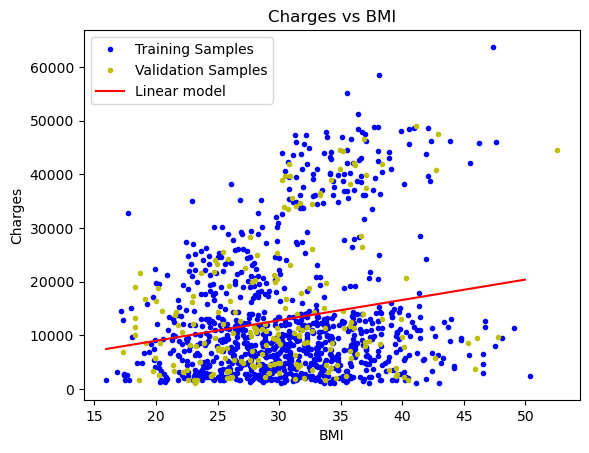 Charges vs BMI
Training Samples
Validation Samples
Linear model
60000
50000
40000
30000
20000
10000
0
Charges
15 20 25 30 35 40 45 50
BMI